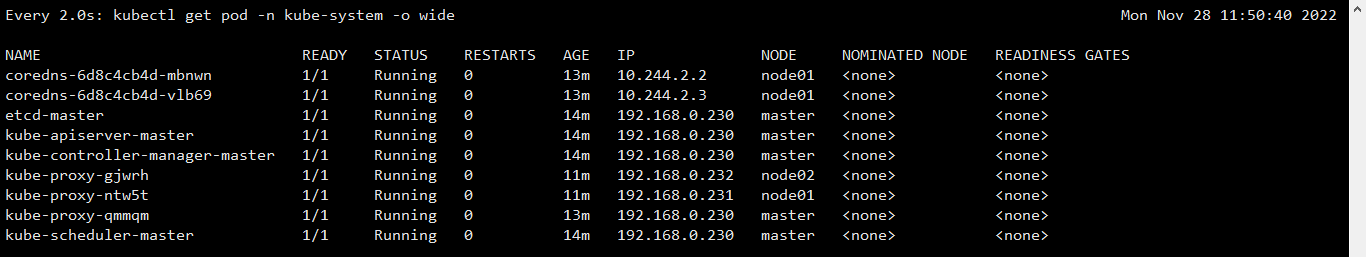 Every 2.0s: kubectl get pod -n kube-system -o wide Mon Nov 28 11:50:40 2022
NAME READY STATUS RESTARTS AGE IP NODE NOMINATED NODE READINESS GATES
coredns-6d8c4cb4d-mbnwn 1/1 Running 0 13m 10.244.2.2 node01 <none> <none>
coredns-6d8c4cb4d-vlb69 1/1 Running 0 13m 10.244.2.3 node01 <none> <none>
etcd-master 1/1 Running 0 14m 192.168.0.230 master <none> <none>
kube-apiserver-master 1/1 Running 0 14m 192.168.0.230 master <none> <none>
kube-controller-manager-master 1/1 Running 0 14m 192.168.0.230 master <none> <none>
kube-proxy-gjwrh 1/1 Running 0 11m 192.168.0.232 node02 <none> <none>
kube-proxy-ntw5t 1/1 Running 0 11m 192.168.0.231 node01 <none> <none>
kube-proxy-qmmqm 1/1 Running 0 13m 192.168.0.230 master <none> <none>
kube-scheduler-master 1/1 Running 0 14m 192.168.0.230 master <none> <none>